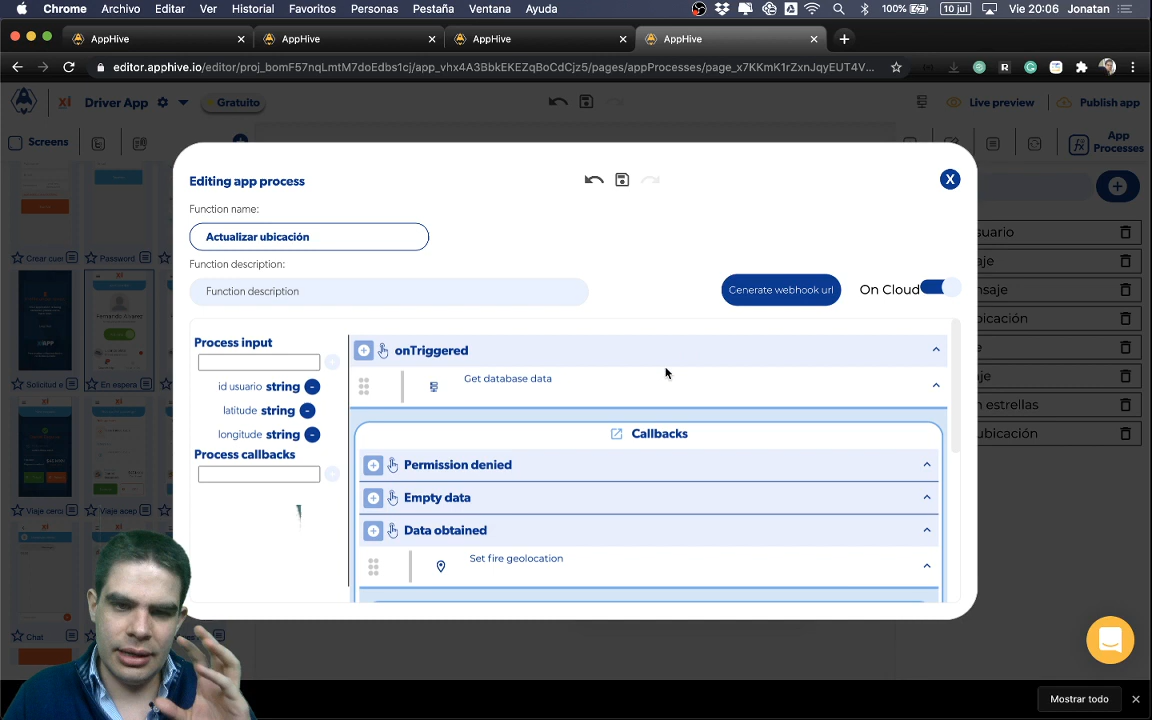 Chrome Archivo Editar Ver Historial Favoritos Personas Pestaña Ventana Ayuda 100% 10 jul Vie 20:06 Jonatan
AppHive AppHive AppHive AppHive
editor.apphive.io/editor/proj_bomF57nqLmtM7doEdbs1cj/app_vhx4A3BbkEKEZqBoCdCjz5/pages/appProcesses/page_x7KKmK1rZxnJqyEUT4V...
Driver App Gratuito Live preview Publish app
Screens App
Processes
Editing app process X
Function name:
Actualizar ubicación
Function description:
Function description Generate webhook url On Cloud
Process input onTriggered
id usuario string Get database data
latitude string
longitude string Callbacks
Process callbacks Permission denied
Empty data
Data obtained
Set fire geolocation
suario
je
nsaje
bicación
e
je
n estrellas
ubicación
Crear cue Password
Solicitud e En espera
Viaje cerc Viaje acep
Chat
Mostrar todo